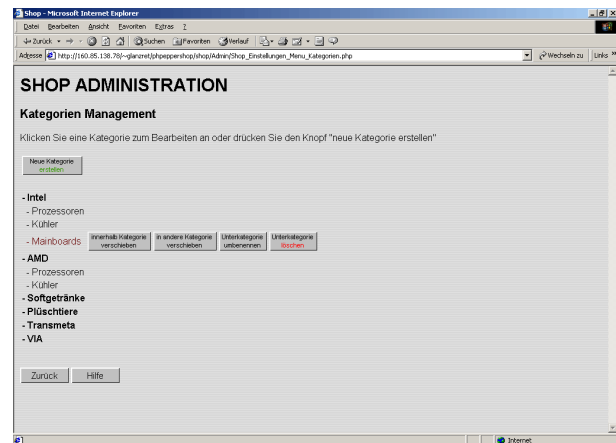 Shop - Microsoft Internet Explorer
Datei Bearbeiten Ansicht Favoriten Extras ?
Zurück Suchen Favoriten Verlauf
Adresse http://160.85.138.78/~glanzret/phpeppershop/shop/Admin/Shop_Einstellungen_Menu_Kategorien.php Wechseln zu Links »
SHOP ADMINISTRATION
Kategorien Management
Klicken Sie eine Kategorie zum Bearbeiten an oder drücken Sie den Knopf "neue Kategorie erstellen"
Neue Kategorie
erstellen
- Intel
- Prozessoren
- Kühler
- Mainboards innerhalb Kategorie verschieben in andere Kategorie verschieben Unterkategorie umbenennen Unterkategorie löschen
- AMD
- Prozessoren
- Kühler
- Softgetränke
- Plüschtiere
- Transmeta
- VIA
Zurück Hilfe
Internet